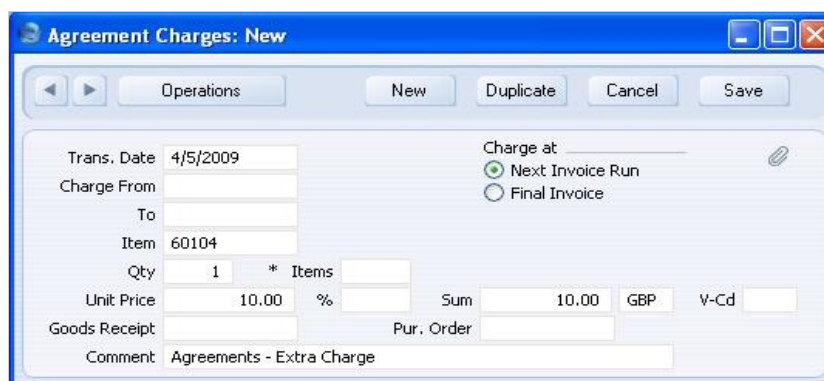 Agreement Charges: New
Operations New Duplicate Cancel Save
Trans. Date 4/5/2009 Charge at
Next Invoice Run
Charge From
Final Invoice
To
Item 60104
Qty 1 * Items
Unit Price 10.00 % Sum 10.00 GBP V-Cd
Goods Receipt Pur. Order
Comment Agreements - Extra Charge